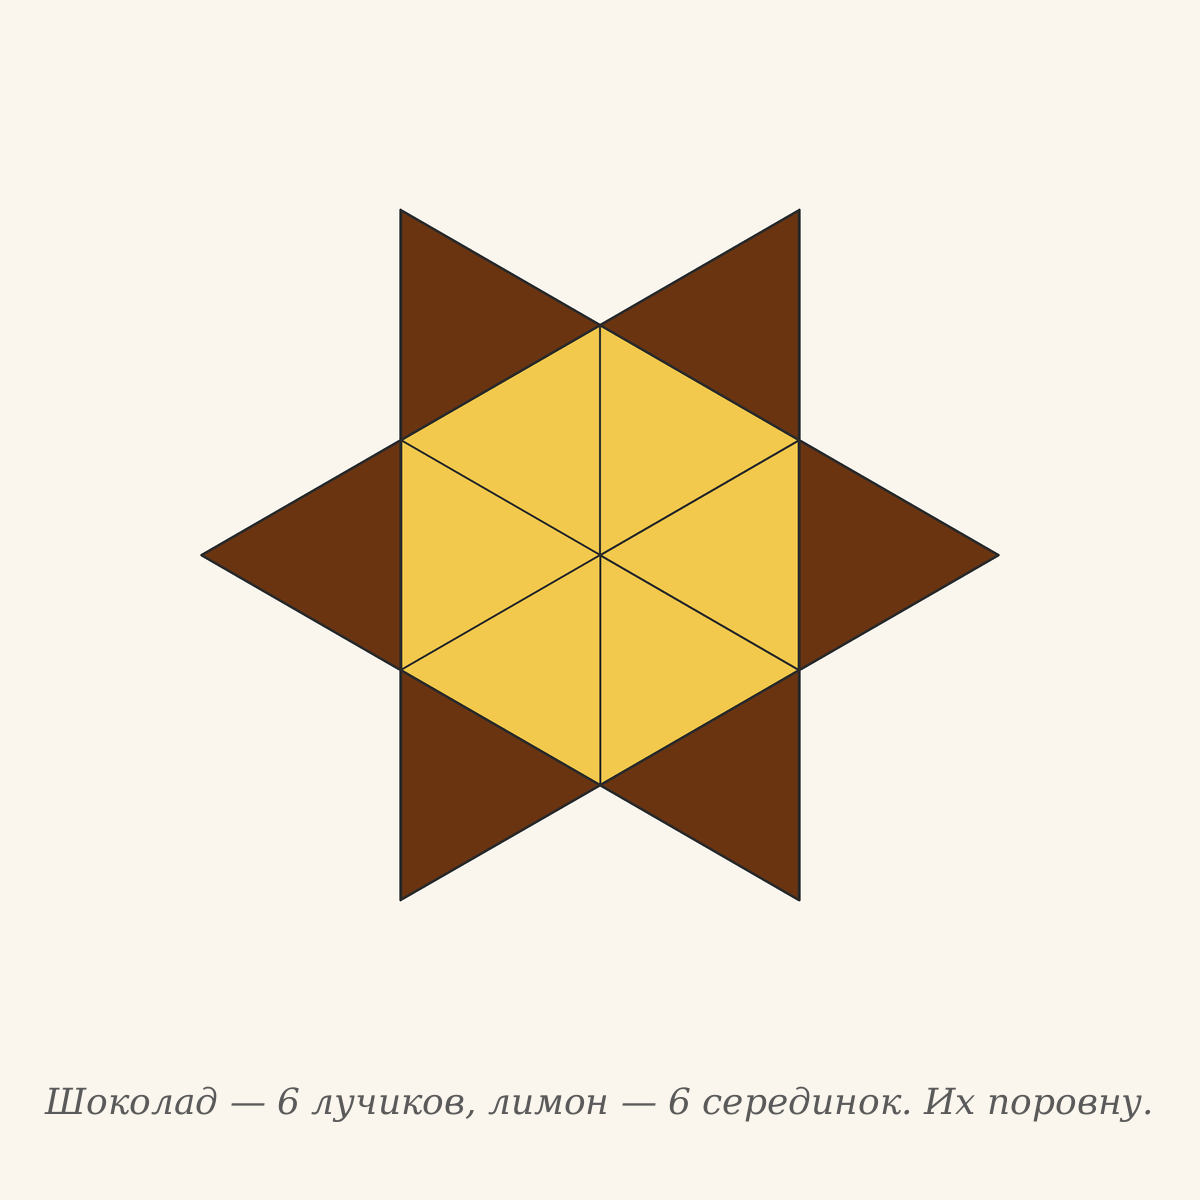 Шоколад — 6 лучиков, лимон — 6 серединок. Их поровну.